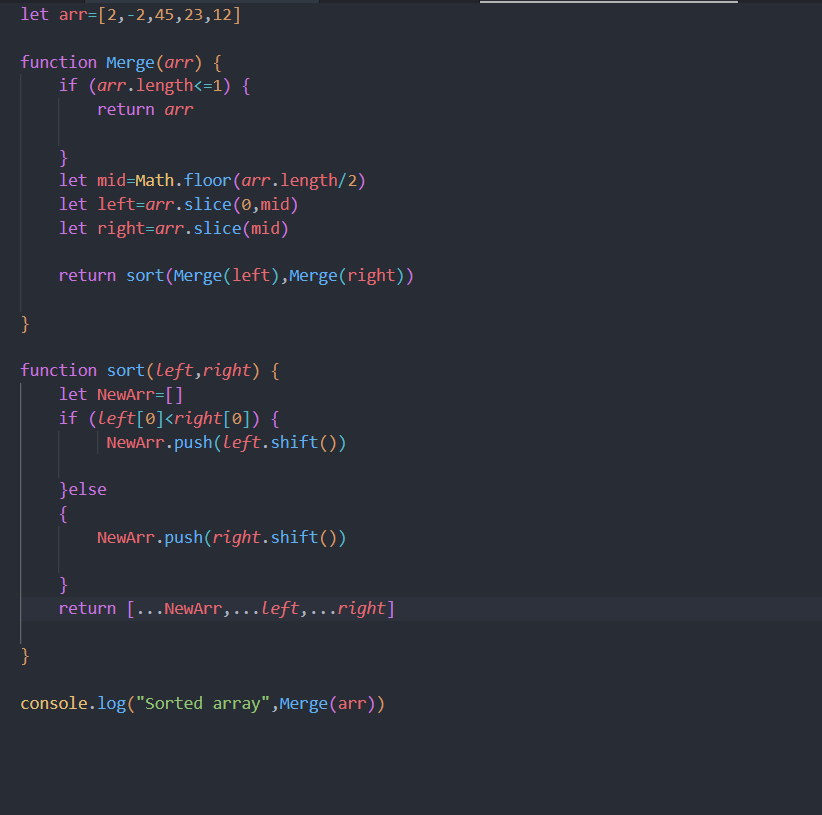 let arr=[2,-2,45,23,12]
function Merge(arr) {
if (arr.length<=1) {
return arr
}
let mid=Math.floor(arr.length/2)
let left=arr.slice(0,mid)
let right=arr.slice(mid)
return sort(Merge(left),Merge(right))
}
function sort(left,right) {
let NewArr=[]
if (left[0]<right[0]) {
NewArr.push(left.shift())
}else
{
NewArr.push(right.shift())
}
return [...NewArr,...left,...right]
}
console.log("Sorted array",Merge(arr))